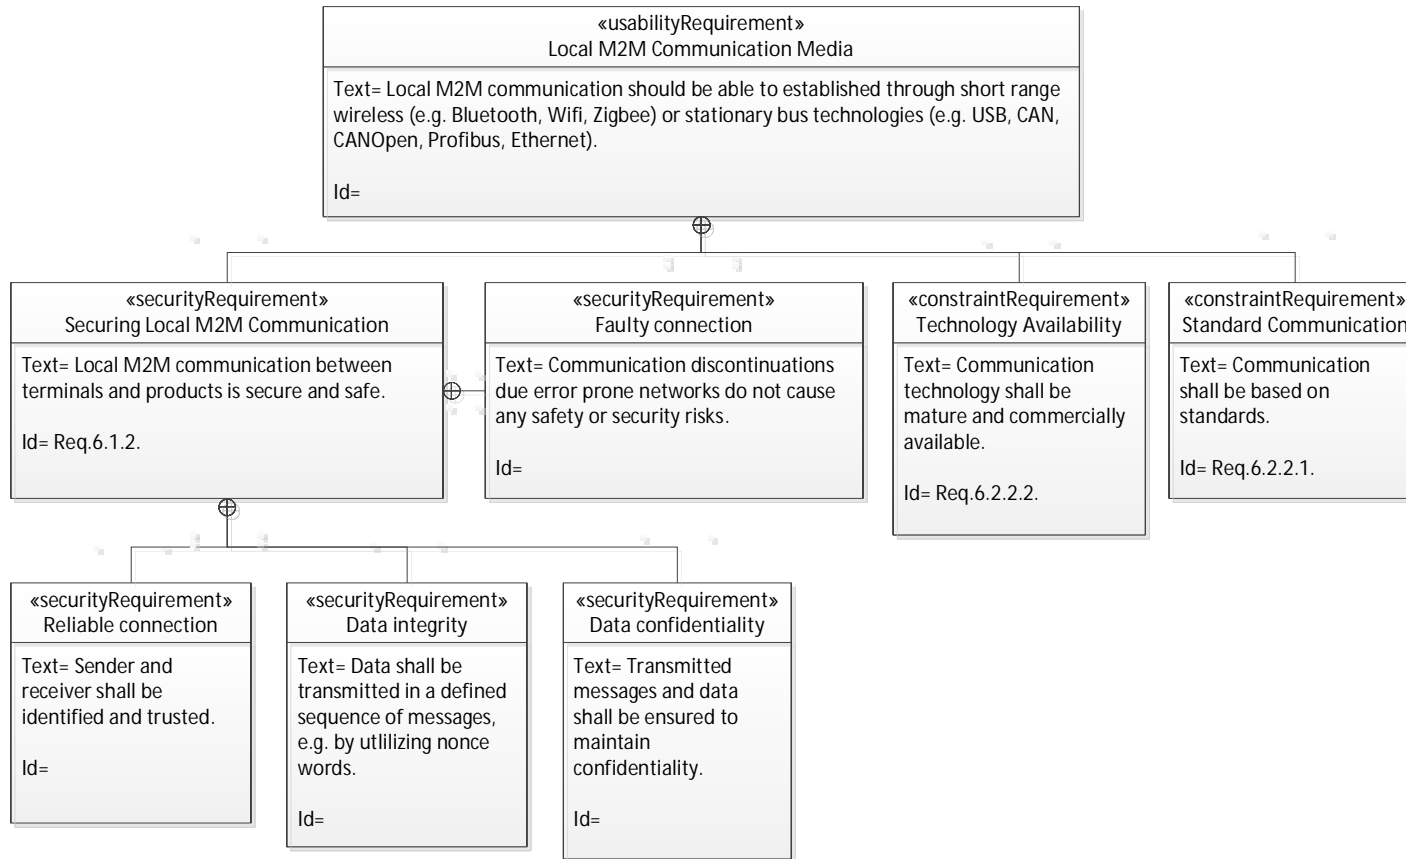 «usabilityRequirement»
Local M2M Communication Media
Text= Local M2M communication should be able to established through short range
wireless (e.g. Bluetooth, Wifi, Zigbee) or stationary bus technologies (e.g. USB, CAN,
CANOpen, Profibus, Ethernet).
Id=
«securityRequirement»
Securing Local M2M Communication
Text= Local M2M communication between
terminals and products is secure and safe.
Id= Req.6.1.2.
«securityRequirement»
Faulty connection
Text= Communication discontinuations
due error prone networks do not cause
any safety or security risks.
Id=
«constraintRequirement»
Technology Availability
Text= Communication
technology shall be
mature and commercially
available.
Id= Req.6.2.2.2.
«constraintRequirement»
Standard Communication
Text= Communication
shall be based on
standards.
Id= Req.6.2.2.1.
«securityRequirement»
Reliable connection
Text= Sender and
receiver shall be
identified and trusted.
Id=
«securityRequirement»
Data integrity
Text= Data shall be
transmitted in a defined
sequence of messages,
e.g. by utlilizing nonce
words.
Id=
«securityRequirement»
Data confidentiality
Text= Transmitted
messages and data
shall be ensured to
maintain
confidentiality.
Id=